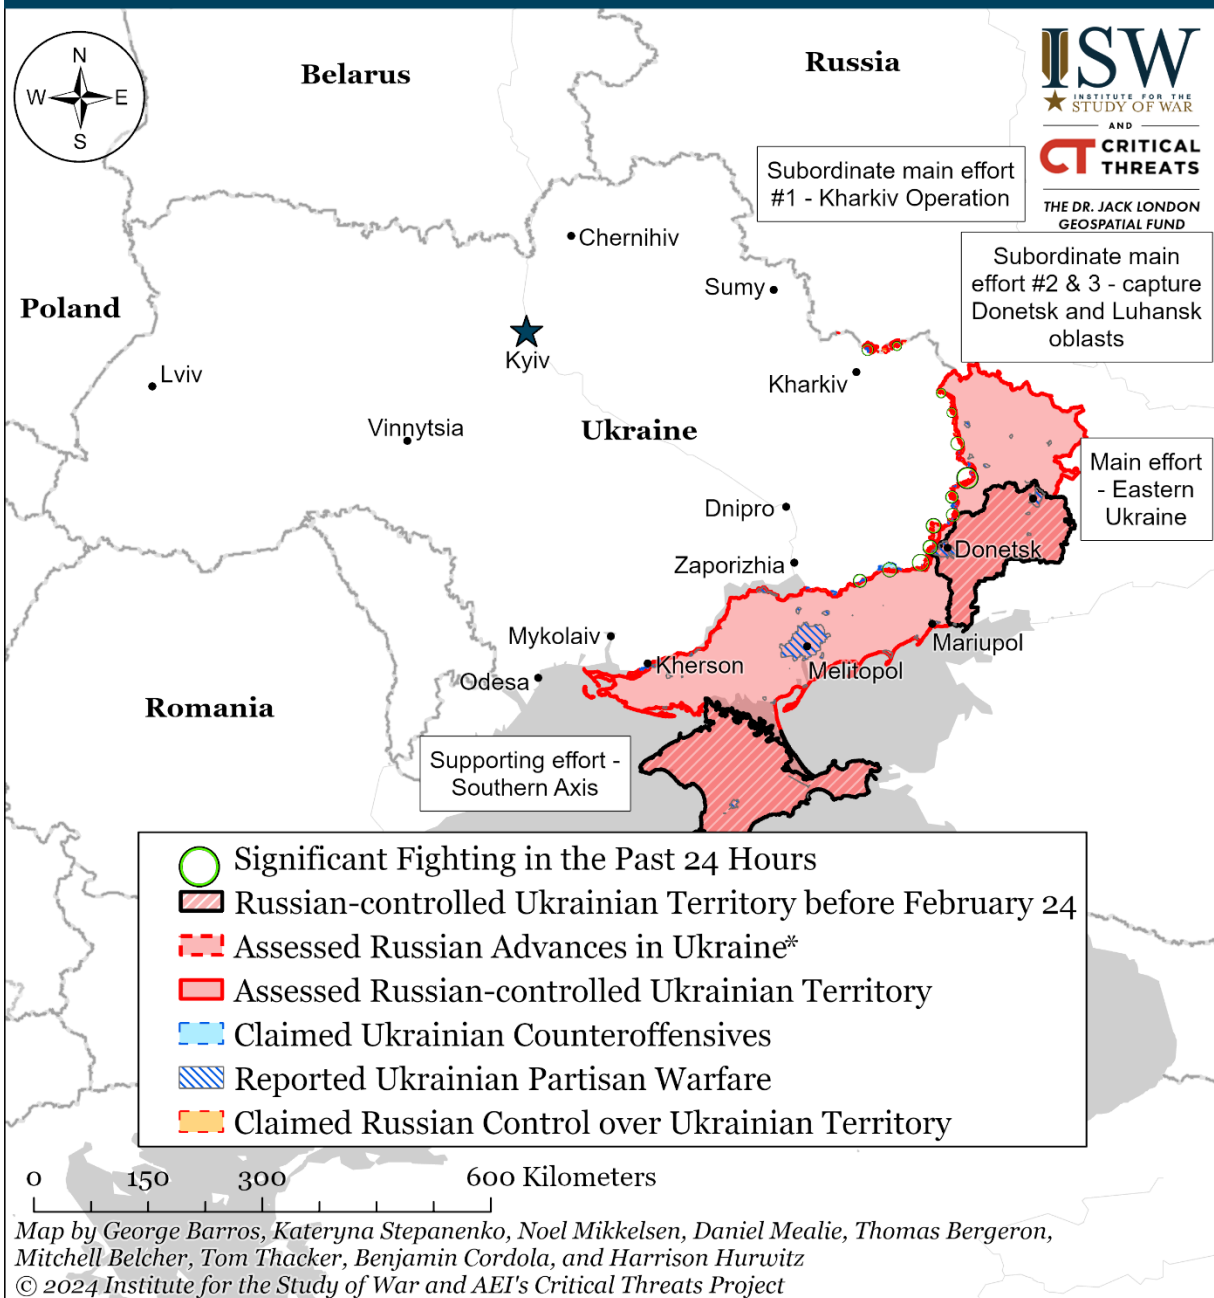 N
W
E
S
Belarus
Russia
ISW
INSTITUTE FOR THE
STUDY OF WAR
AND
CT CRITICAL
THREATS
THE DR. JACK LONDON
GEOSPATIAL FUND
Subordinate main effort
#1 - Kharkiv Operation
Subordinate main
effort #2 & 3 - capture
Donetsk and Luhansk
oblasts
Chernihiv
Sumy
Poland
Kyiv
Lviv
Kharkiv
Vinnytsia
Ukraine
Main effort
- Eastern
Ukraine
Dnipro
Donetsk
Zaporizhia
Mykolaiv
Mariupol
Kherson
Melitopol
Odesa
Romania
Supporting effort -
Southern Axis
Significant Fighting in the Past 24 Hours
Russian-controlled Ukrainian Territory before February 24
Assessed Russian Advances in Ukraine*
Assessed Russian-controlled Ukrainian Territory
Claimed Ukrainian Counteroffensives
Reported Ukrainian Partisan Warfare
Claimed Russian Control over Ukrainian Territory
0 150 300 600 Kilometers
Map by George Barros, Kateryna Stepanenko, Noel Mikkelsen, Daniel Mealie, Thomas Bergeron,
Mitchell Belcher, Tom Thacker, Benjamin Cordola, and Harrison Hurwitz
© 2024 Institute for the Study of War and AEI's Critical Threats Project